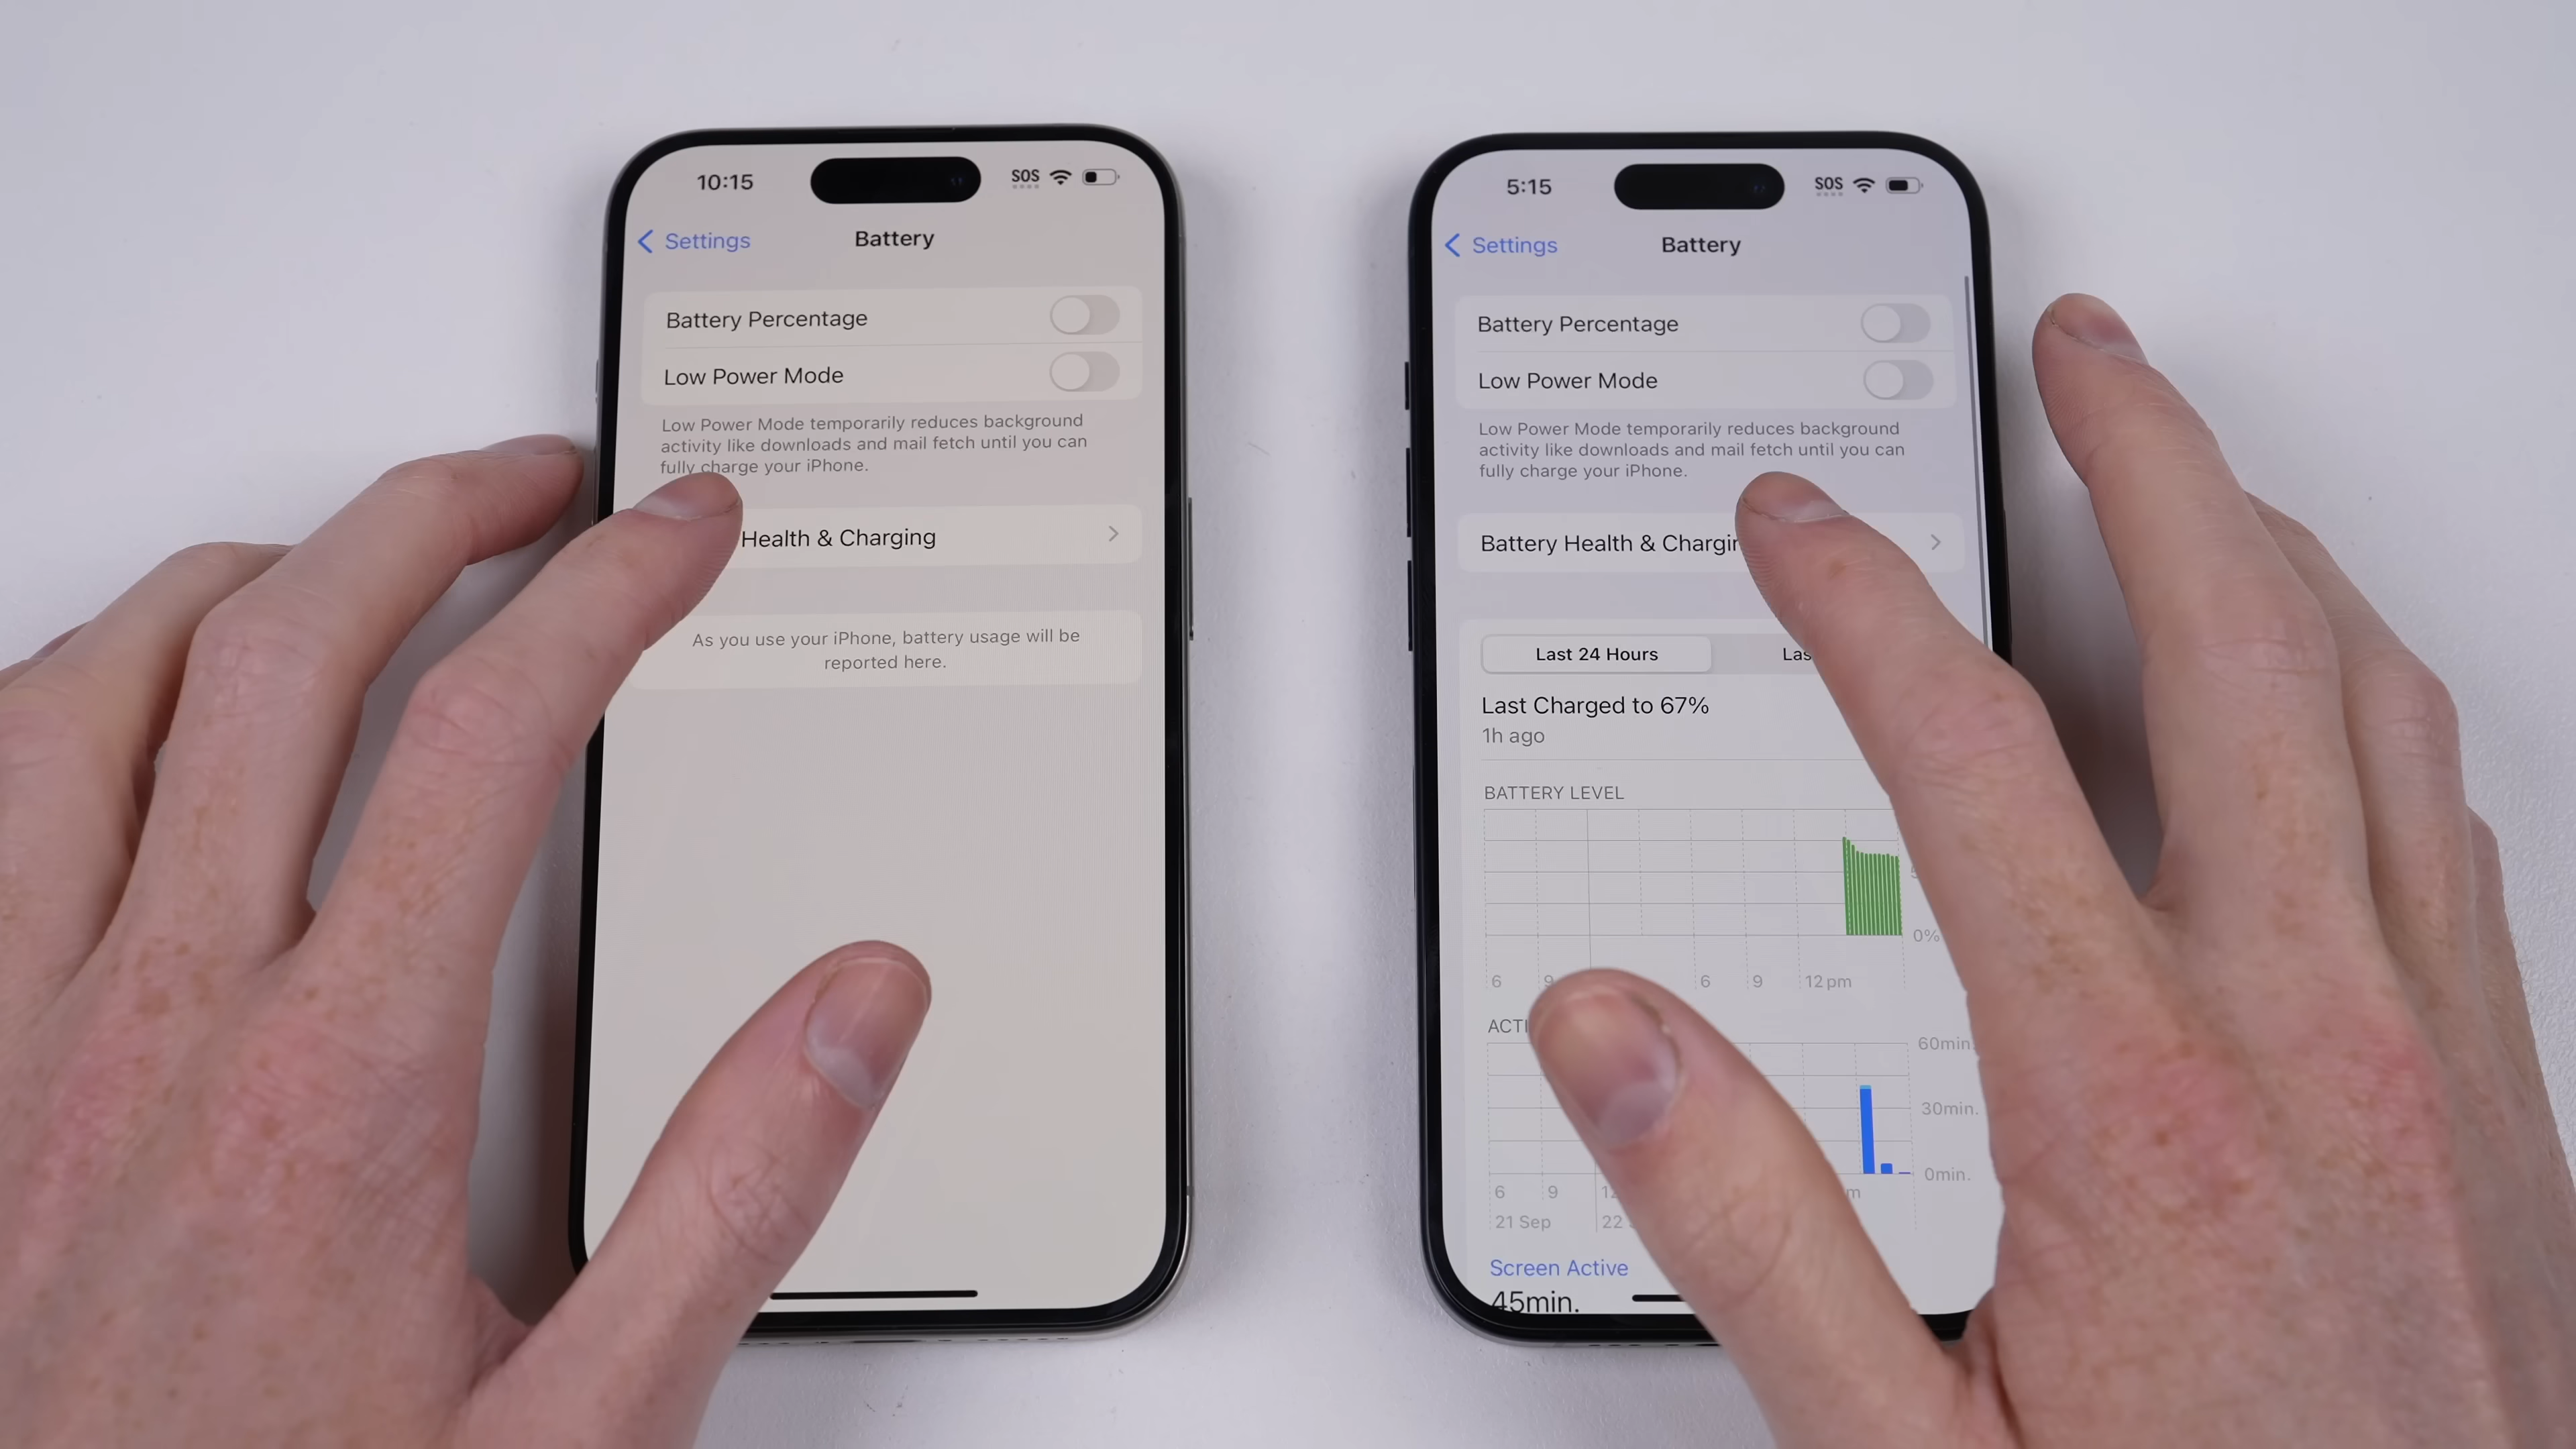 10:15
SOS
Settings
Battery
Battery Percentage
Low Power Mode
Low Power Mode temporarily reduces background
activity like downloads and mail fetch until you can
fully charge your iPhone.
Health & Charging
As you use your iPhone, battery usage will be
reported here.
5:15
SOS
Settings
Battery
Battery Percentage
Low Power Mode
Low Power Mode temporarily reduces background
activity like downloads and mail fetch until you can
fully charge your iPhone.
Battery Health &
Last 24 Hours
Last Charged to 67%
1h ago
BATTERY LEVEL
0%
6 6 9 12 pm
60min.
30min.
0min.
6 9
21 Sep 22
Screen Active
45min.